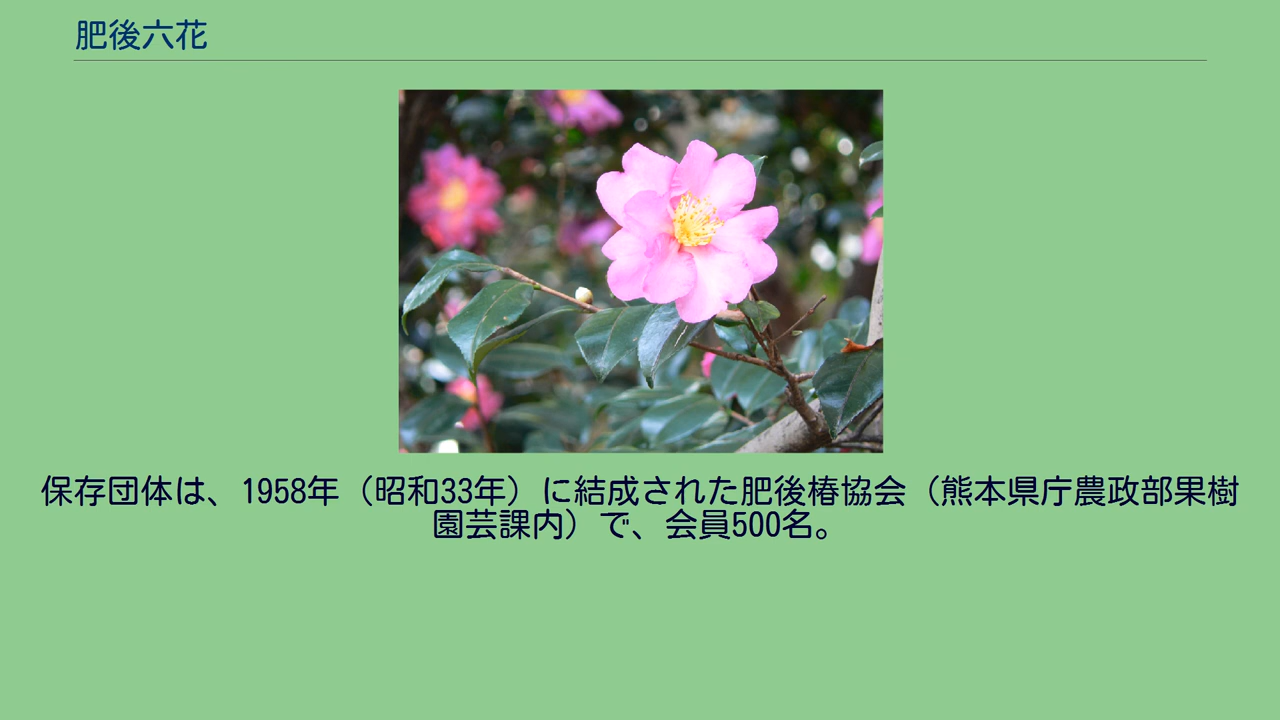 肥後六花
保存団体は、1958年（昭和33年）に結成された肥後椿協会（熊本県庁農政部果樹
園芸課内）で、会員500名。